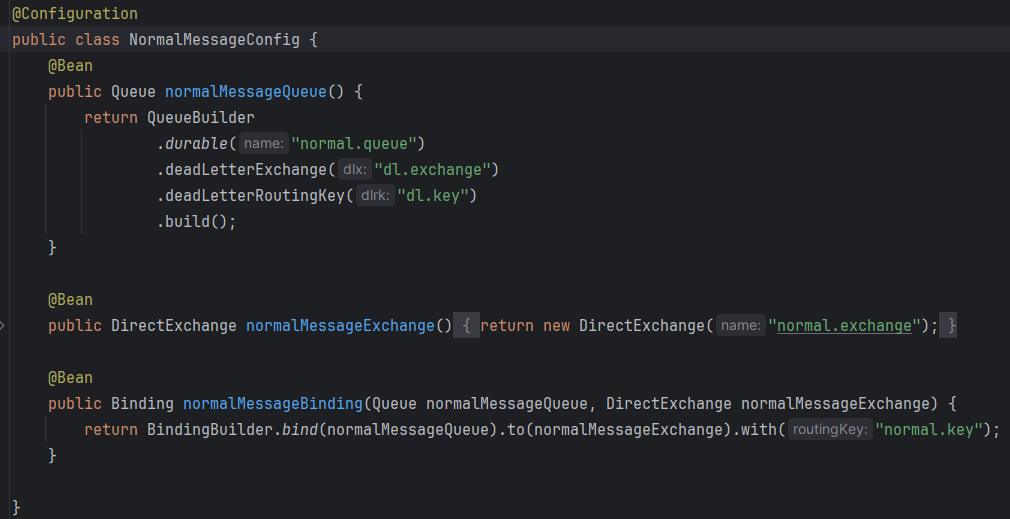 @Configuration
public class NormalMessageConfig {
@Bean
public Queue normalMessageQueue() {
return QueueBuilder
.durable( name: "normal.queue")
.deadLetterExchange( dlx: "dl.exchange")
.deadLetterRoutingKey( dlrk: "dl.key")
.build();
}
@Bean
public DirectExchange normalMessageExchange() { return new DirectExchange( name: "normal.exchange"); }
@Bean
public Binding normalMessageBinding(Queue normalMessageQueue, DirectExchange normalMessageExchange) {
return BindingBuilder.bind(normalMessageQueue).to(normalMessageExchange).with( routingKey: "normal.key");
}
}